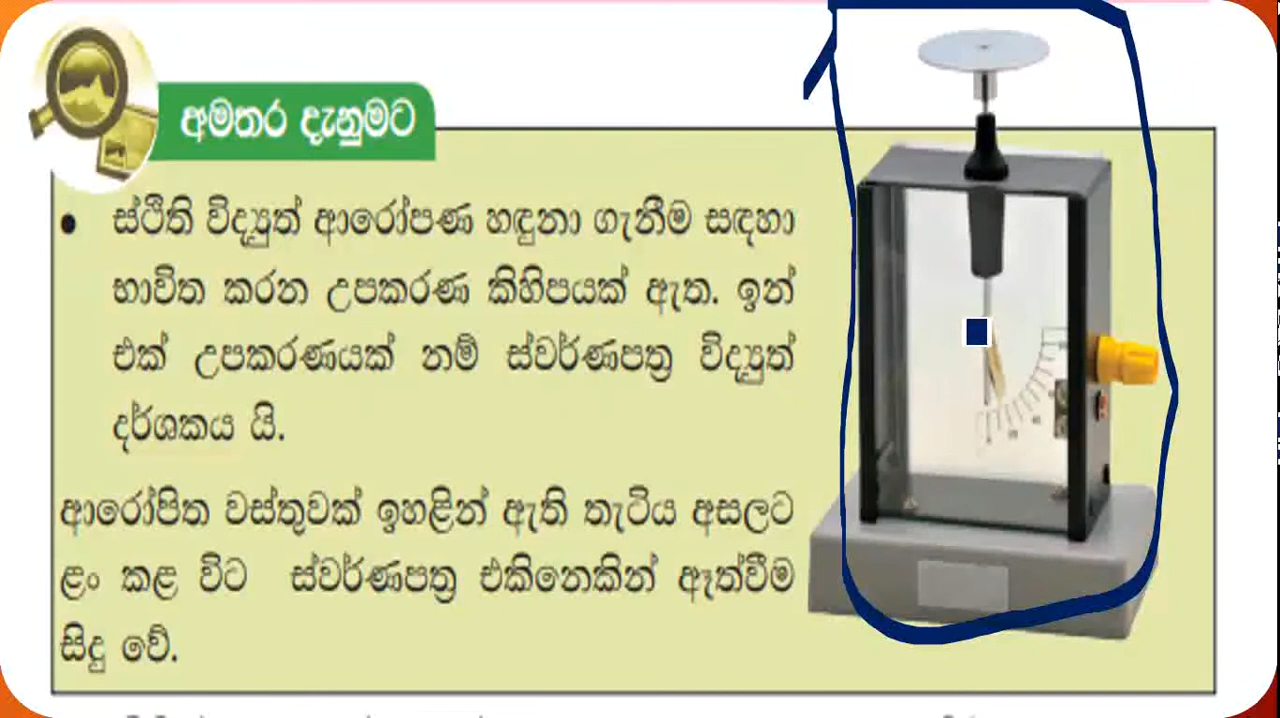 අමතර දැනුමට
● ස්ථිති විද්‍යුත් ආරෝපණ හඳුනා ගැනීම සඳහා
භාවිත කරන උපකරණ කිහිපයක් ඇත. ඉන්
එක් උපකරණයක් නම් ස්වර්ණපත්‍ර විද්‍යුත්
දර්ශකය යි.
ආරෝපිත වස්තුවක් ඉහළින් ඇති තැටිය අසලට
ළං කළ විට ස්වර්ණපත්‍ර එකිනෙකින් ඈත්වීම
සිදු වේ.